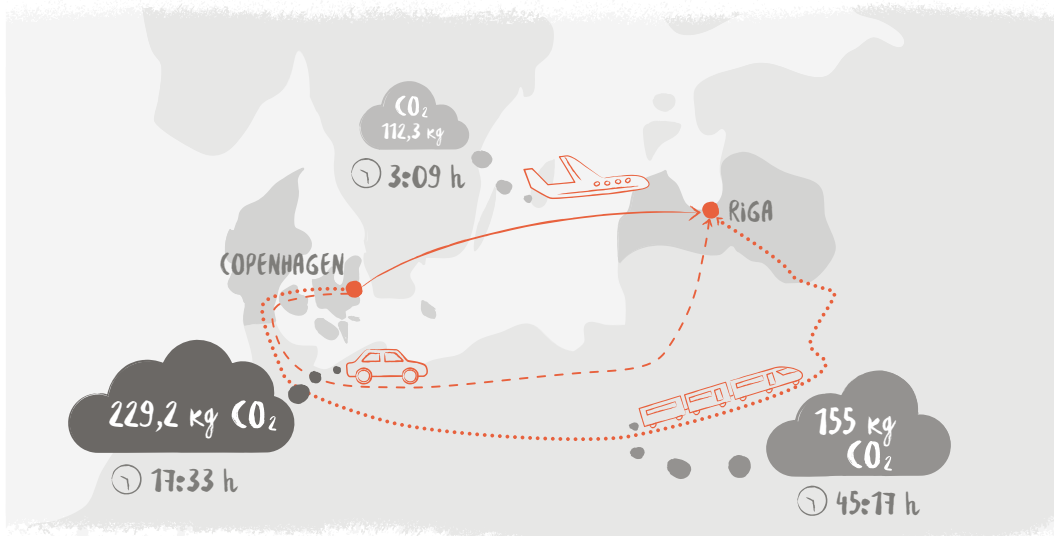 CO₂
112,3 kg
3:09 h
RiGA
COPENHAGEN
229,2 kg CO₂
17:33 h
155 kg
CO₂
45:17 h